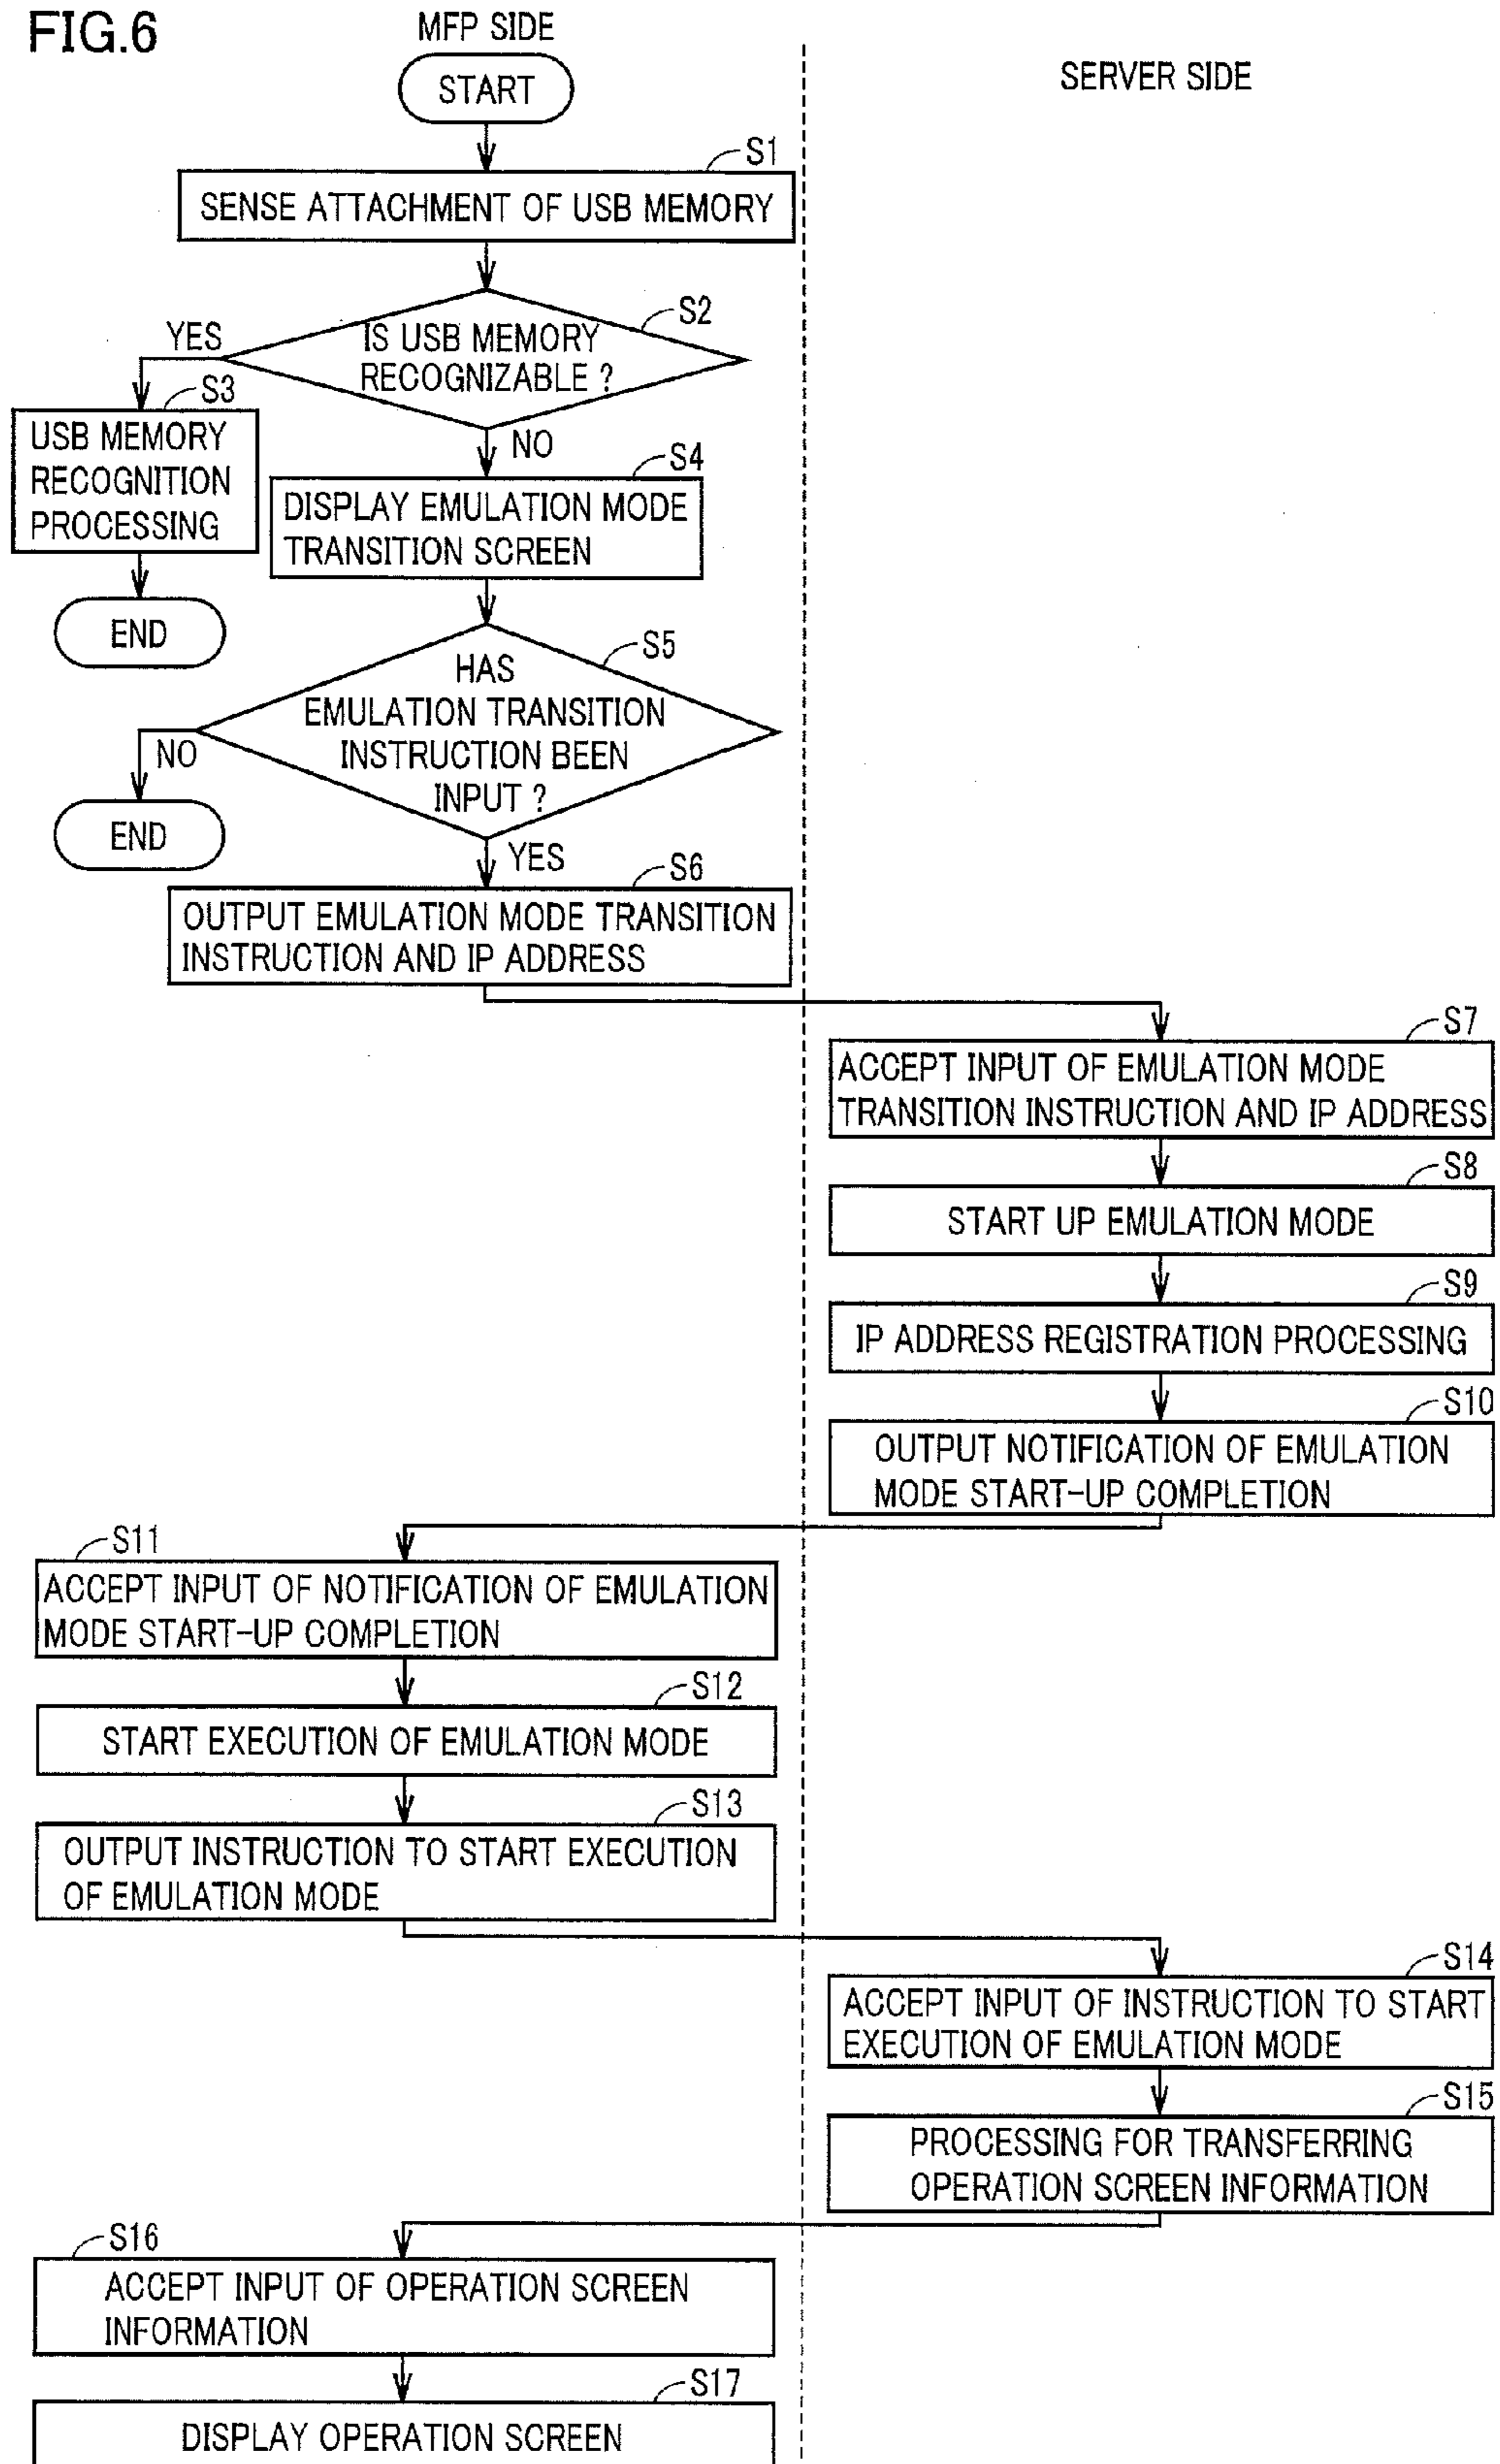 FIG.6
MFP SIDE
SERVER SIDE
START
S1
SENSE ATTACHMENT OF USB MEMORY
S2
IS USB MEMORY
RECOGNIZABLE ?
YES
NO
S3
USB MEMORY
RECOGNITION
PROCESSING
END
S4
DISPLAY EMULATION MODE
TRANSITION SCREEN
S5
HAS
EMULATION TRANSITION
INSTRUCTION BEEN
INPUT ?
NO
END
YES
S6
OUTPUT EMULATION MODE TRANSITION
INSTRUCTION AND IP ADDRESS
S7
ACCEPT INPUT OF EMULATION MODE
TRANSITION INSTRUCTION AND IP ADDRESS
S8
START UP EMULATION MODE
S9
IP ADDRESS REGISTRATION PROCESSING
S10
OUTPUT NOTIFICATION OF EMULATION
MODE START-UP COMPLETION
S11
ACCEPT INPUT OF NOTIFICATION OF EMULATION
MODE START-UP COMPLETION
S12
START EXECUTION OF EMULATION MODE
S13
OUTPUT INSTRUCTION TO START EXECUTION
OF EMULATION MODE
S14
ACCEPT INPUT OF INSTRUCTION TO START
EXECUTION OF EMULATION MODE
S15
PROCESSING FOR TRANSFERRING
OPERATION SCREEN INFORMATION
S16
ACCEPT INPUT OF OPERATION SCREEN
INFORMATION
S17
DISPLAY OPERATION SCREEN